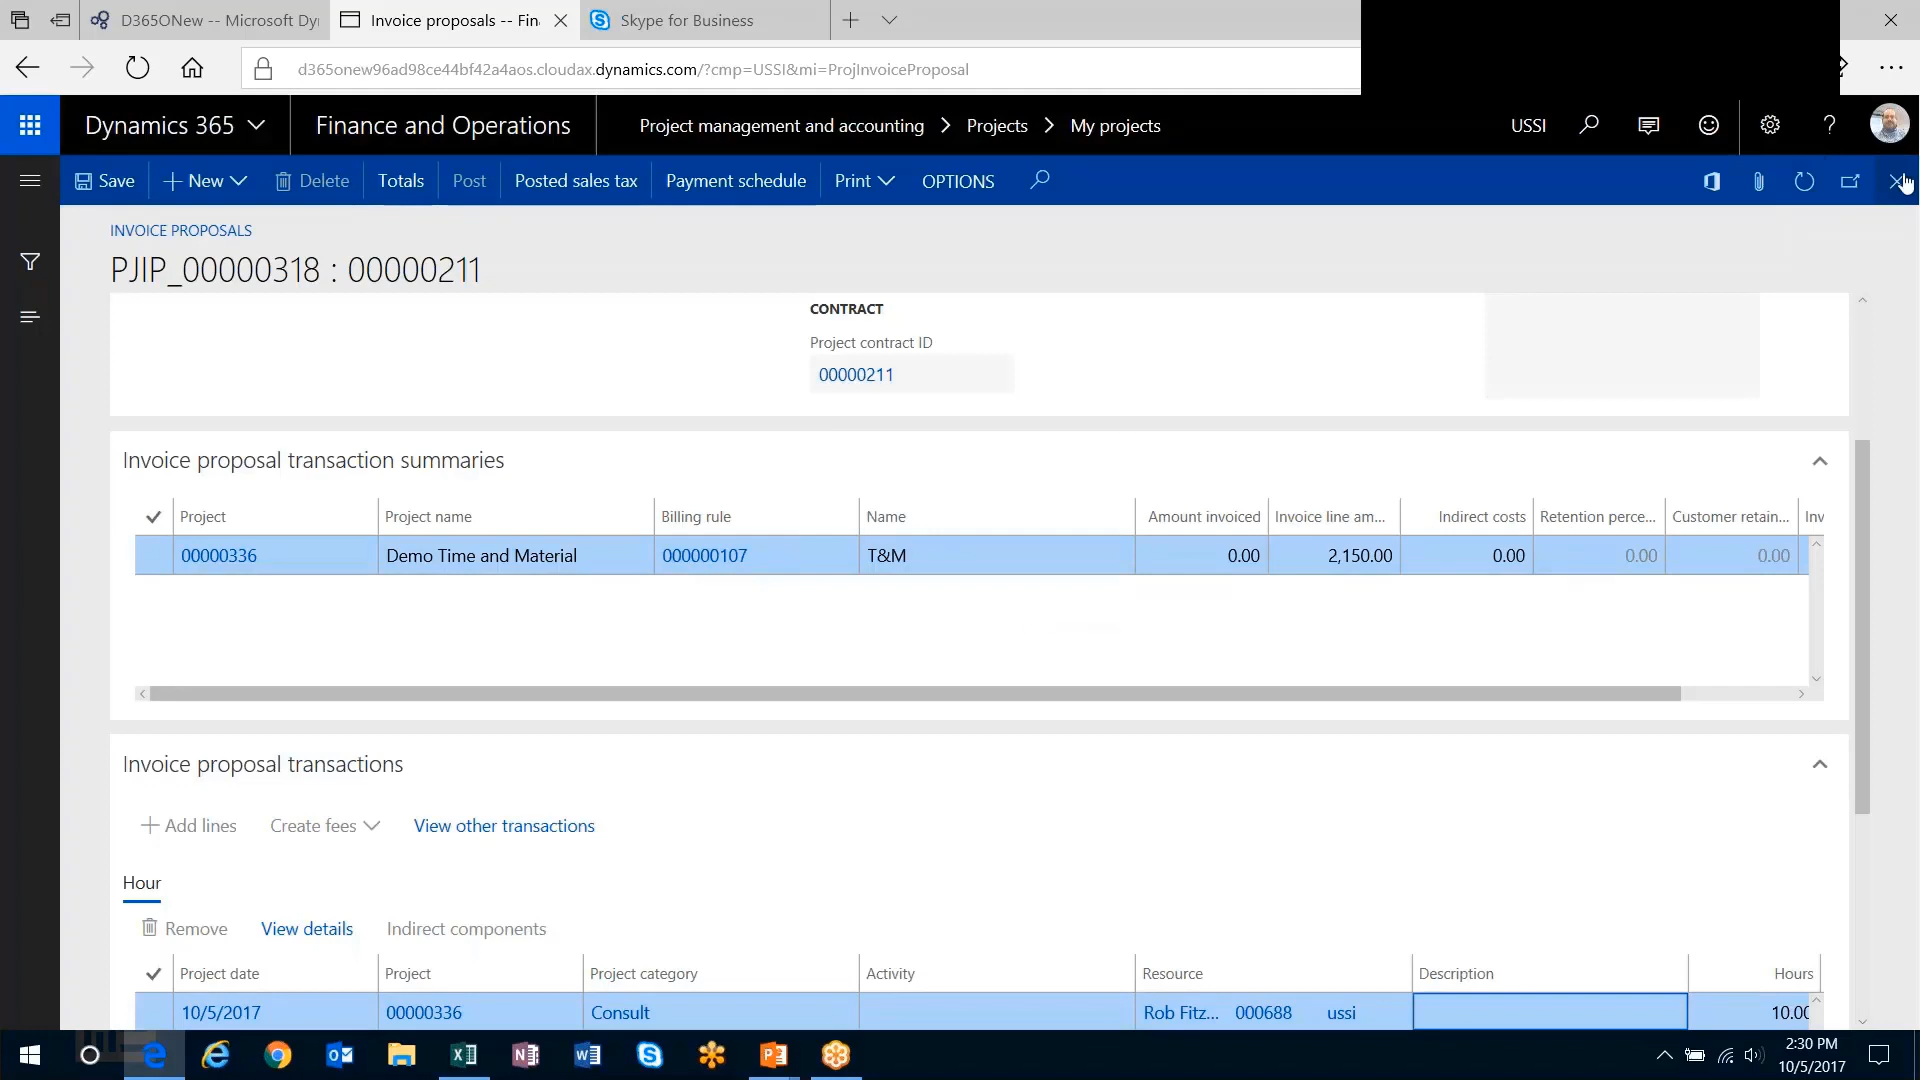 D365ONew -- Microsoft Dy
Invoice proposals -- Fin
Skype for Business
d365onew96ad98ce44bf42a4aos.cloudax.dynamics.com/?cmp=USSI&mi=ProjInvoiceProposal
Dynamics 365
Finance and Operations
Project management and accounting > Projects > My projects
USSI
Save
New
Delete
Totals
Post
Posted sales tax
Payment schedule
Print
OPTIONS
INVOICE PROPOSALS
PJIP_00000318 : 00000211
CONTRACT
Project contract ID
00000211
Invoice proposal transaction summaries
Project Project name Billing rule Name Amount invoiced Invoice line am... Indirect costs Retention perce... Customer retain... Inv
00000336 Demo Time and Material 000000107 T&M 0.00 2,150.00 0.00 0.00 0.00
Invoice proposal transactions
Add lines Create fees View other transactions
Hour
Remove View details Indirect components
Project date Project Project category Activity Resource Description Hours
10/5/2017 00000336 Consult Rob Fitz... 000688 ussi 10.00
2:30 PM
10/5/2017